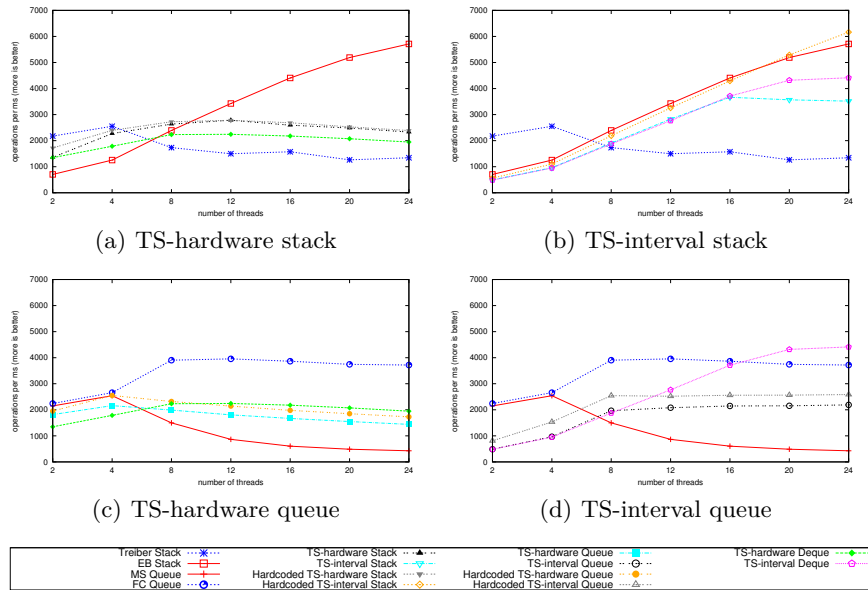 7000
6000
5000
4000
3000
2000
1000
0
operations per ms (more is better)
2 4 8 12 16 20 24
number of threads
(a) TS-hardware stack
7000
6000
5000
4000
3000
2000
1000
0
operations per ms (more is better)
2 4 8 12 16 20 24
number of threads
(b) TS-interval stack
7000
6000
5000
4000
3000
2000
1000
0
operations per ms (more is better)
2 4 8 12 16 20 24
number of threads
(c) TS-hardware queue
7000
6000
5000
4000
3000
2000
1000
0
operations per ms (more is better)
2 4 8 12 16 20 24
number of threads
(d) TS-interval queue
Treiber Stack TS-hardware Stack TS-hardware Queue TS-hardware Deque
EB Stack TS-interval Stack TS-interval Queue TS-interval Deque
MS Queue Hardcoded TS-hardware Stack Hardcoded TS-hardware Queue
FC Queue Hardcoded TS-interval Stack Hardcoded TS-interval Queue